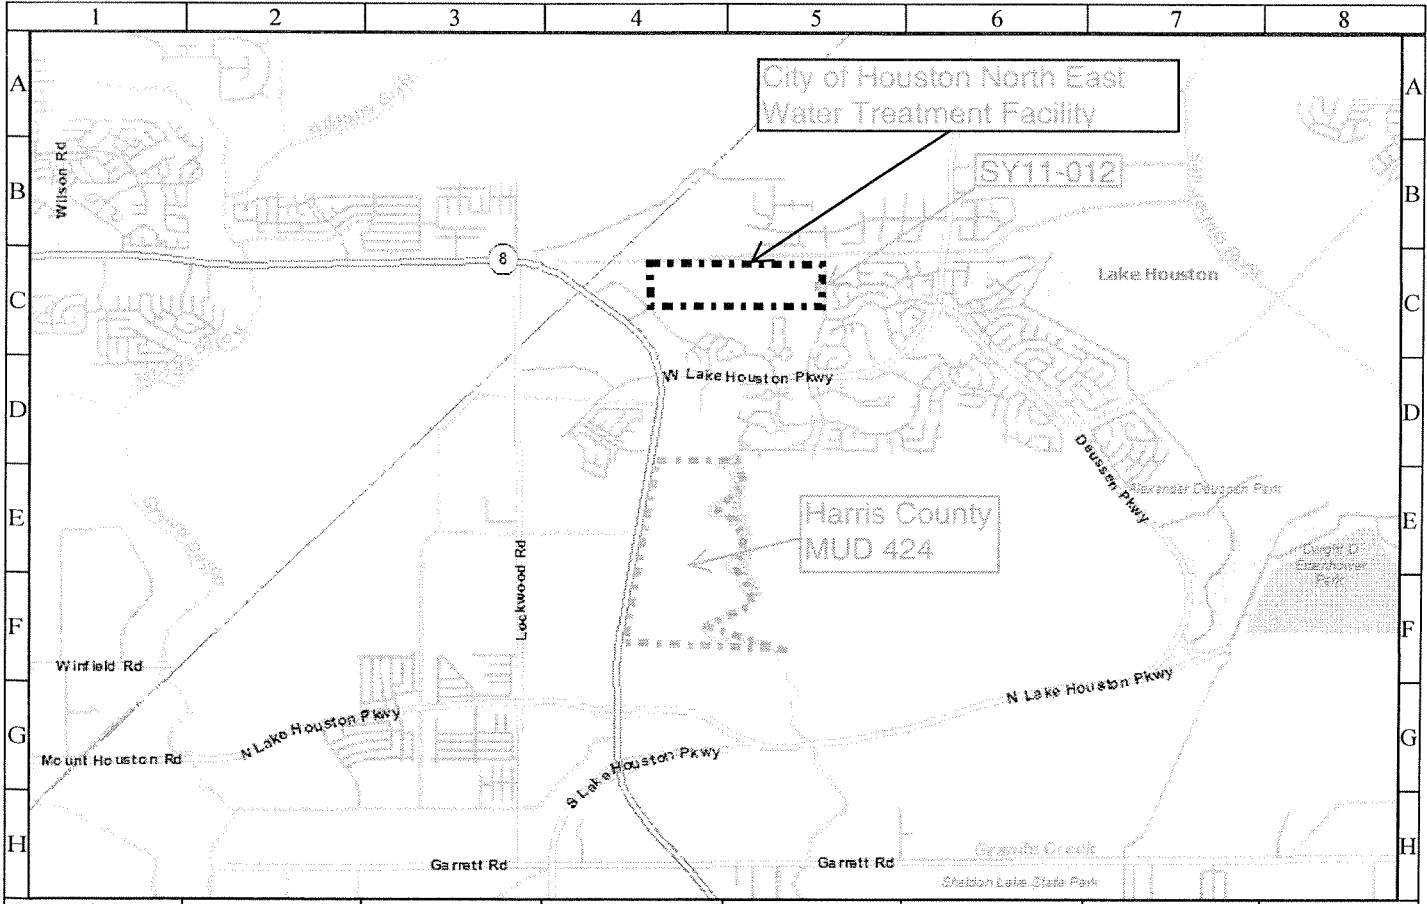 1 2 3 4 5 6 7 8
A A
City of Houston North East
Water Treatment Facility
Wilson Rd
B B
SY11-012
8
Lake Houston
C C
W Lake Houston Pkwy
D D
Deussen Pkwy
Alexander Deussen Park
E E
Harris County
MUD 424
Dwight D
Eisenhower
Park
Lockwood Rd
F F
Winfield Rd
N Lake Houston Pkwy
N Lake Houston Pkwy
G G
Mount Houston Rd
S Lake Houston Pkwy
H H
Garrett Rd
Garrett Rd
Sheldon Lake State Park